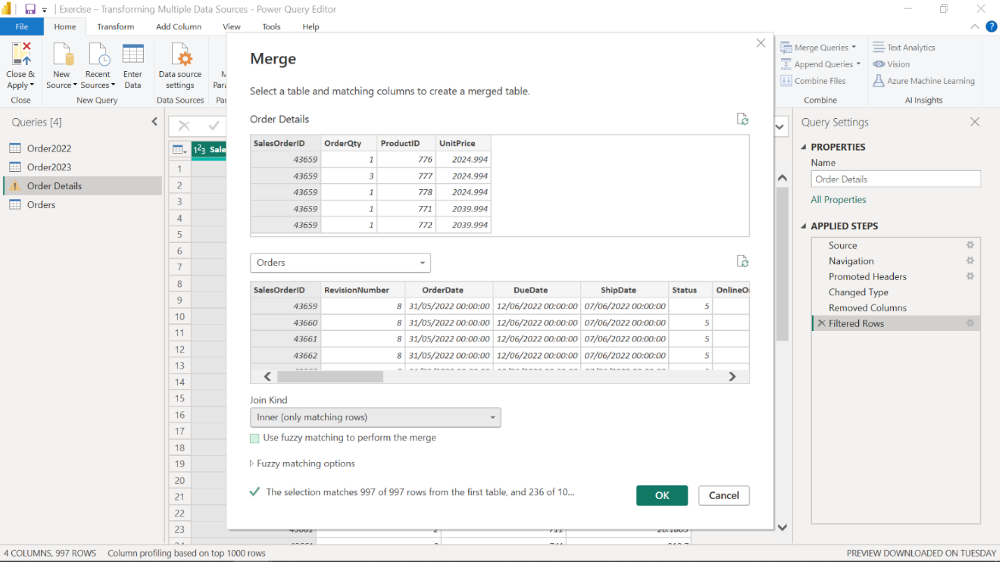 Exercise – Transforming Multiple Data Sources - Power Query Editor
File Home Transform Add Column View Tools Help
Close & Apply
New Source
Recent Sources
Enter Data
Data source settings
Merge Queries
Append Queries
Combine Files
Text Analytics
Vision
Azure Machine Learning
Close New Query Data Sources Combine AI Insights
Queries [4]
Order2022
Order2023
Order Details
Orders
Merge
Select a table and matching columns to create a merged table.
Order Details
SalesOrderID OrderQty ProductID UnitPrice
43659 1 776 2024.994
43659 3 777 2024.994
43659 1 778 2024.994
43659 1 771 2039.994
43659 1 772 2039.994
Orders
SalesOrderID RevisionNumber OrderDate DueDate ShipDate Status
43659 8 31/05/2022 00:00:00 12/06/2022 00:00:00 07/06/2022 00:00:00 5
43660 8 31/05/2022 00:00:00 12/06/2022 00:00:00 07/06/2022 00:00:00 5
43661 8 31/05/2022 00:00:00 12/06/2022 00:00:00 07/06/2022 00:00:00 5
43662 8 31/05/2022 00:00:00 12/06/2022 00:00:00 07/06/2022 00:00:00 5
Join Kind
Inner (only matching rows)
Use fuzzy matching to perform the merge
Fuzzy matching options
The selection matches 997 of 997 rows from the first table, and 236 of 10...
OK Cancel
1
2
3
4
5
6
7
8
9
10
11
12
13
14
15
16
17
18
19
20
21
22
23
Query Settings
PROPERTIES
Name
Order Details
All Properties
APPLIED STEPS
Source
Navigation
Promoted Headers
Changed Type
Removed Columns
Filtered Rows
4 COLUMNS, 997 ROWS Column profiling based on top 1000 rows
PREVIEW DOWNLOADED ON TUESDAY